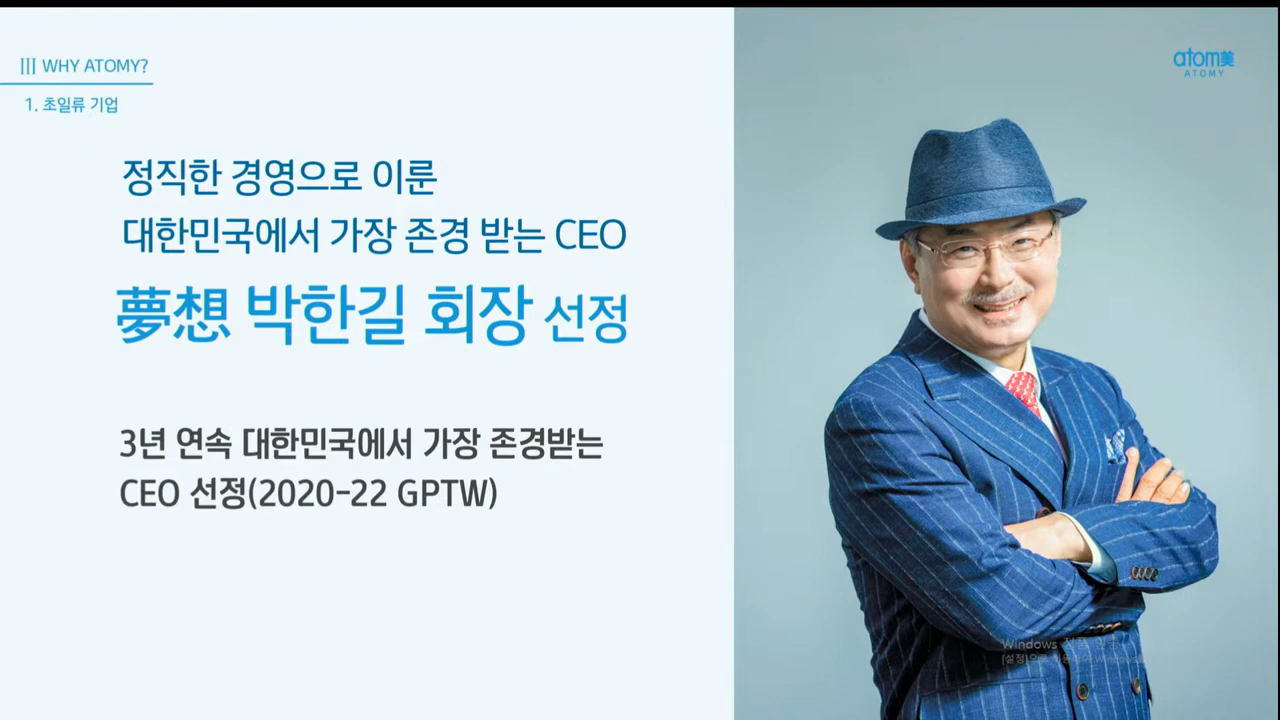 ||| WHY ATOMY?
1. 초일류 기업
atom美
ATOMY
정직한 경영으로 이룬
대한민국에서 가장 존경 받는 CEO
夢想 박한길 회장 선정
3년 연속 대한민국에서 가장 존경받는
CEO 선정(2020-22 GPTW)
Windows